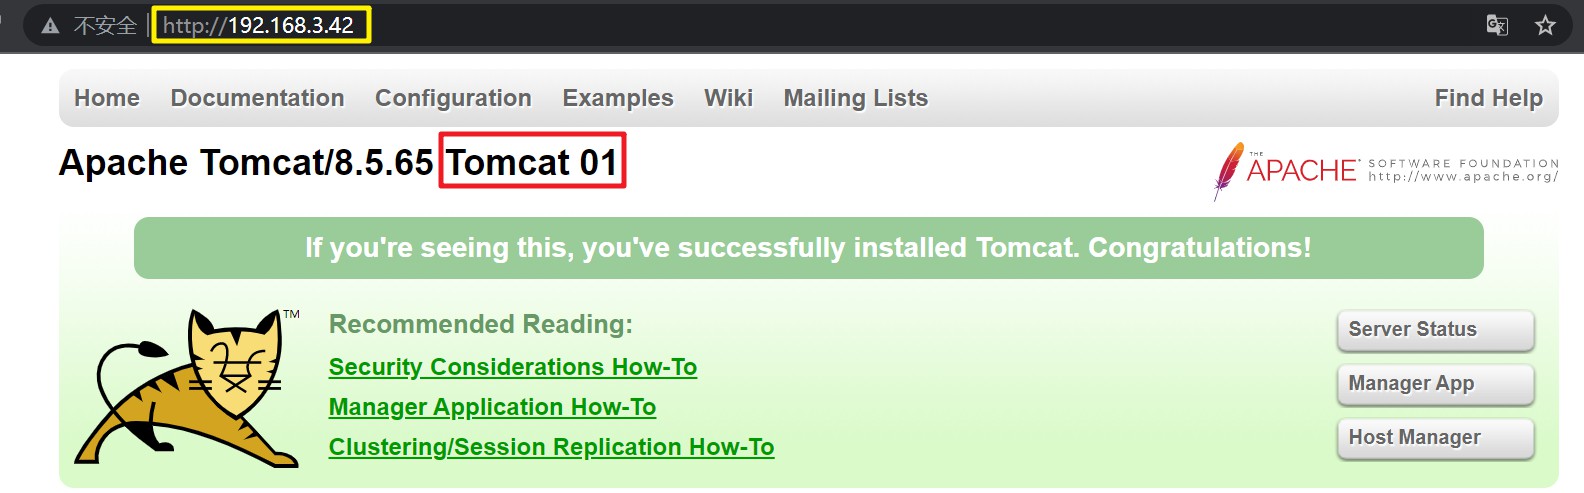 不安全 http://192.168.3.42
Home Documentation Configuration Examples Wiki Mailing Lists Find Help
Apache Tomcat/8.5.65 Tomcat 01
THE
APACHE SOFTWARE FOUNDATION
http://www.apache.org/
If you're seeing this, you've successfully installed Tomcat. Congratulations!
TM
Recommended Reading:
Security Considerations How-To
Manager Application How-To
Clustering/Session Replication How-To
Server Status
Manager App
Host Manager